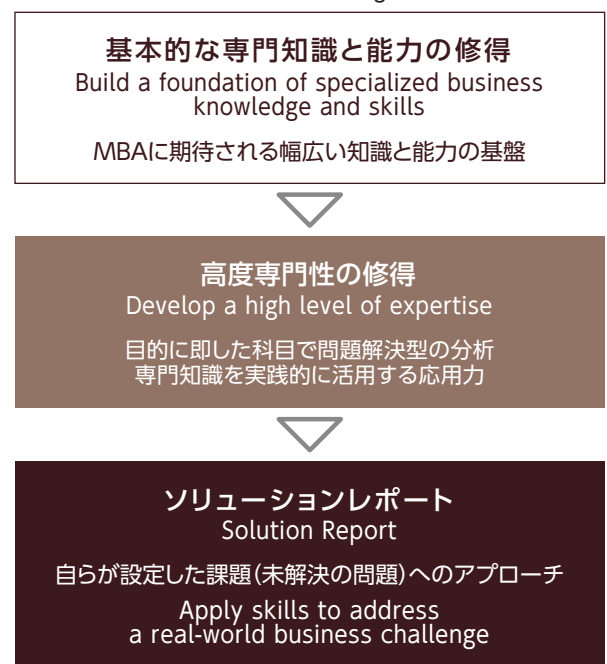 基本的な専門知識と能力の修得
Build a foundation of specialized business
knowledge and skills
MBAに期待される幅広い知識と能力の基盤
高度専門性の修得
Develop a high level of expertise
目的に即した科目で問題解決型の分析
専門知識を実践的に活用する応用力
ソリューションレポート
Solution Report
自らが設定した課題(未解決の問題)へのアプローチ
Apply skills to address
a real-world business challenge